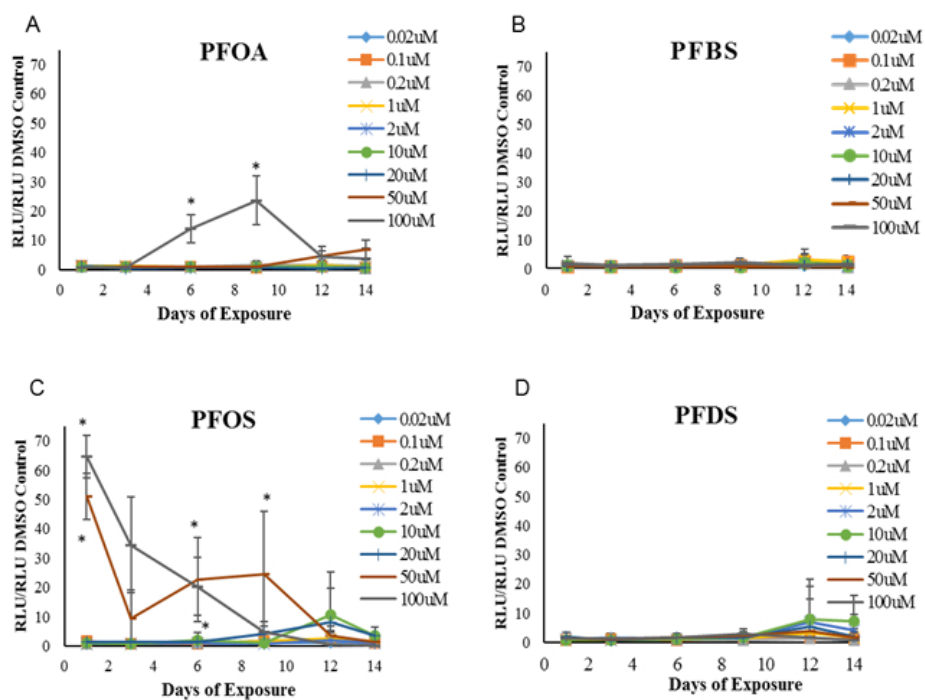 A
PFOA
RLU/RLU DMSO Control
70
60
50
40
30
20
10
0
0 2 4 6 8 10 12 14
Days of Exposure
* *
0.02uM
0.1uM
0.2uM
1uM
2uM
10uM
20uM
50uM
100uM
B
PFBS
RLU/RLU DMSO Control
70
60
50
40
30
20
10
0
0 2 4 6 8 10 12 14
Days of Exposure
0.02uM
0.1uM
0.2uM
1uM
2uM
10uM
20uM
50uM
100uM
C
PFOS
RLU/RLU DMSO Control
70
60
50
40
30
20
10
0
0 2 4 6 8 10 12 14
Days of Exposure
* * * * *
0.02uM
0.1uM
0.2uM
1uM
2uM
10uM
20uM
50uM
100uM
D
PFDS
RLU/RLU DMSO Control
70
60
50
40
30
20
10
0
0 2 4 6 8 10 12 14
Days of Exposure
0.02uM
0.1uM
0.2uM
1uM
2uM
10uM
20uM
50uM
100uM